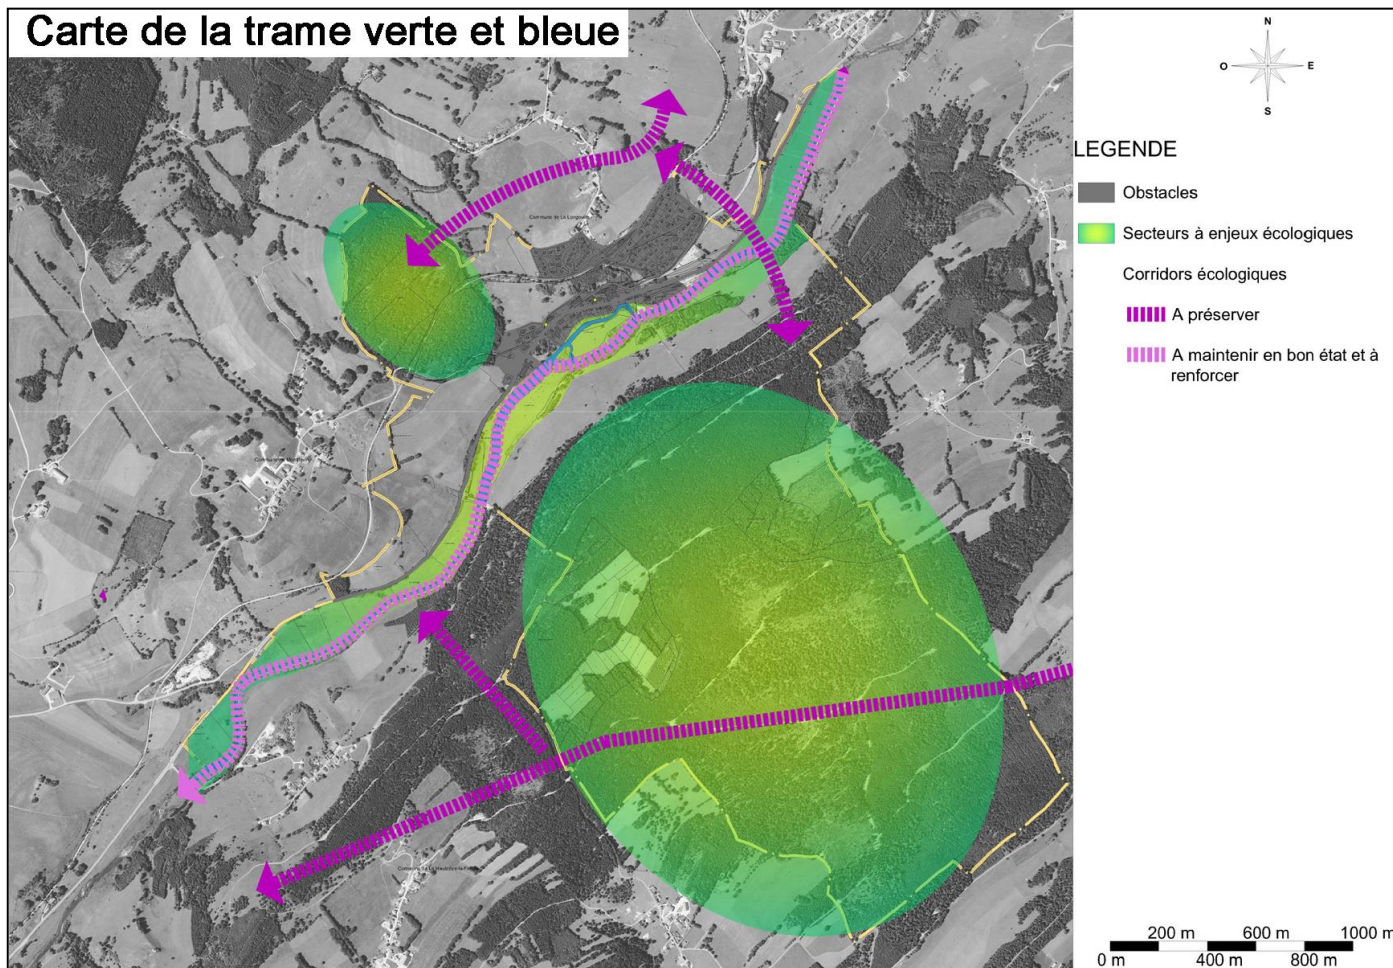 Carte de la trame verte et bleue
N
O
E
S
LEGENDE
Obstacles
Secteurs à enjeux écologiques
Corridors écologiques
A préserver
A maintenir en bon état et à
renforcer
Commune de La Longeville
200 m
600 m
1000 m
0 m
400 m
800 m